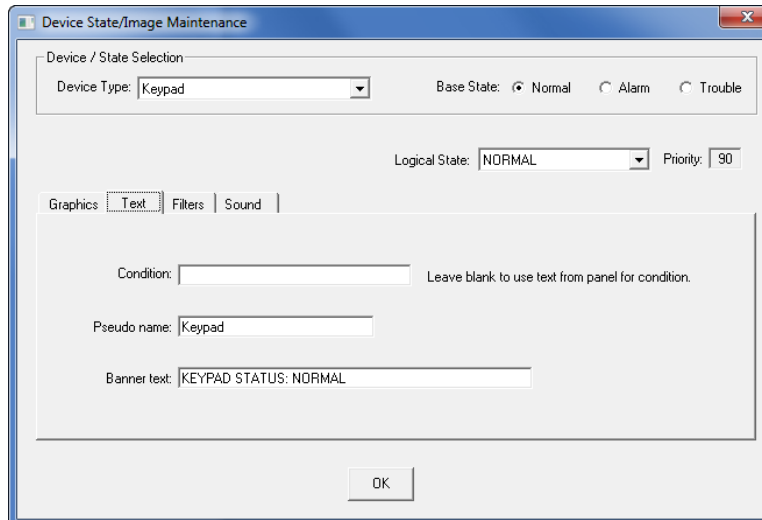 Device State/Image Maintenance
Device / State Selection
Device Type: Keypad Base State: Normal Alarm Trouble
Logical State: NORMAL Priority: 90
Graphics Text Filters Sound
Condition: Leave blank to use text from panel for condition.
Pseudo name: Keypad
Banner text: KEYPAD STATUS: NORMAL
OK